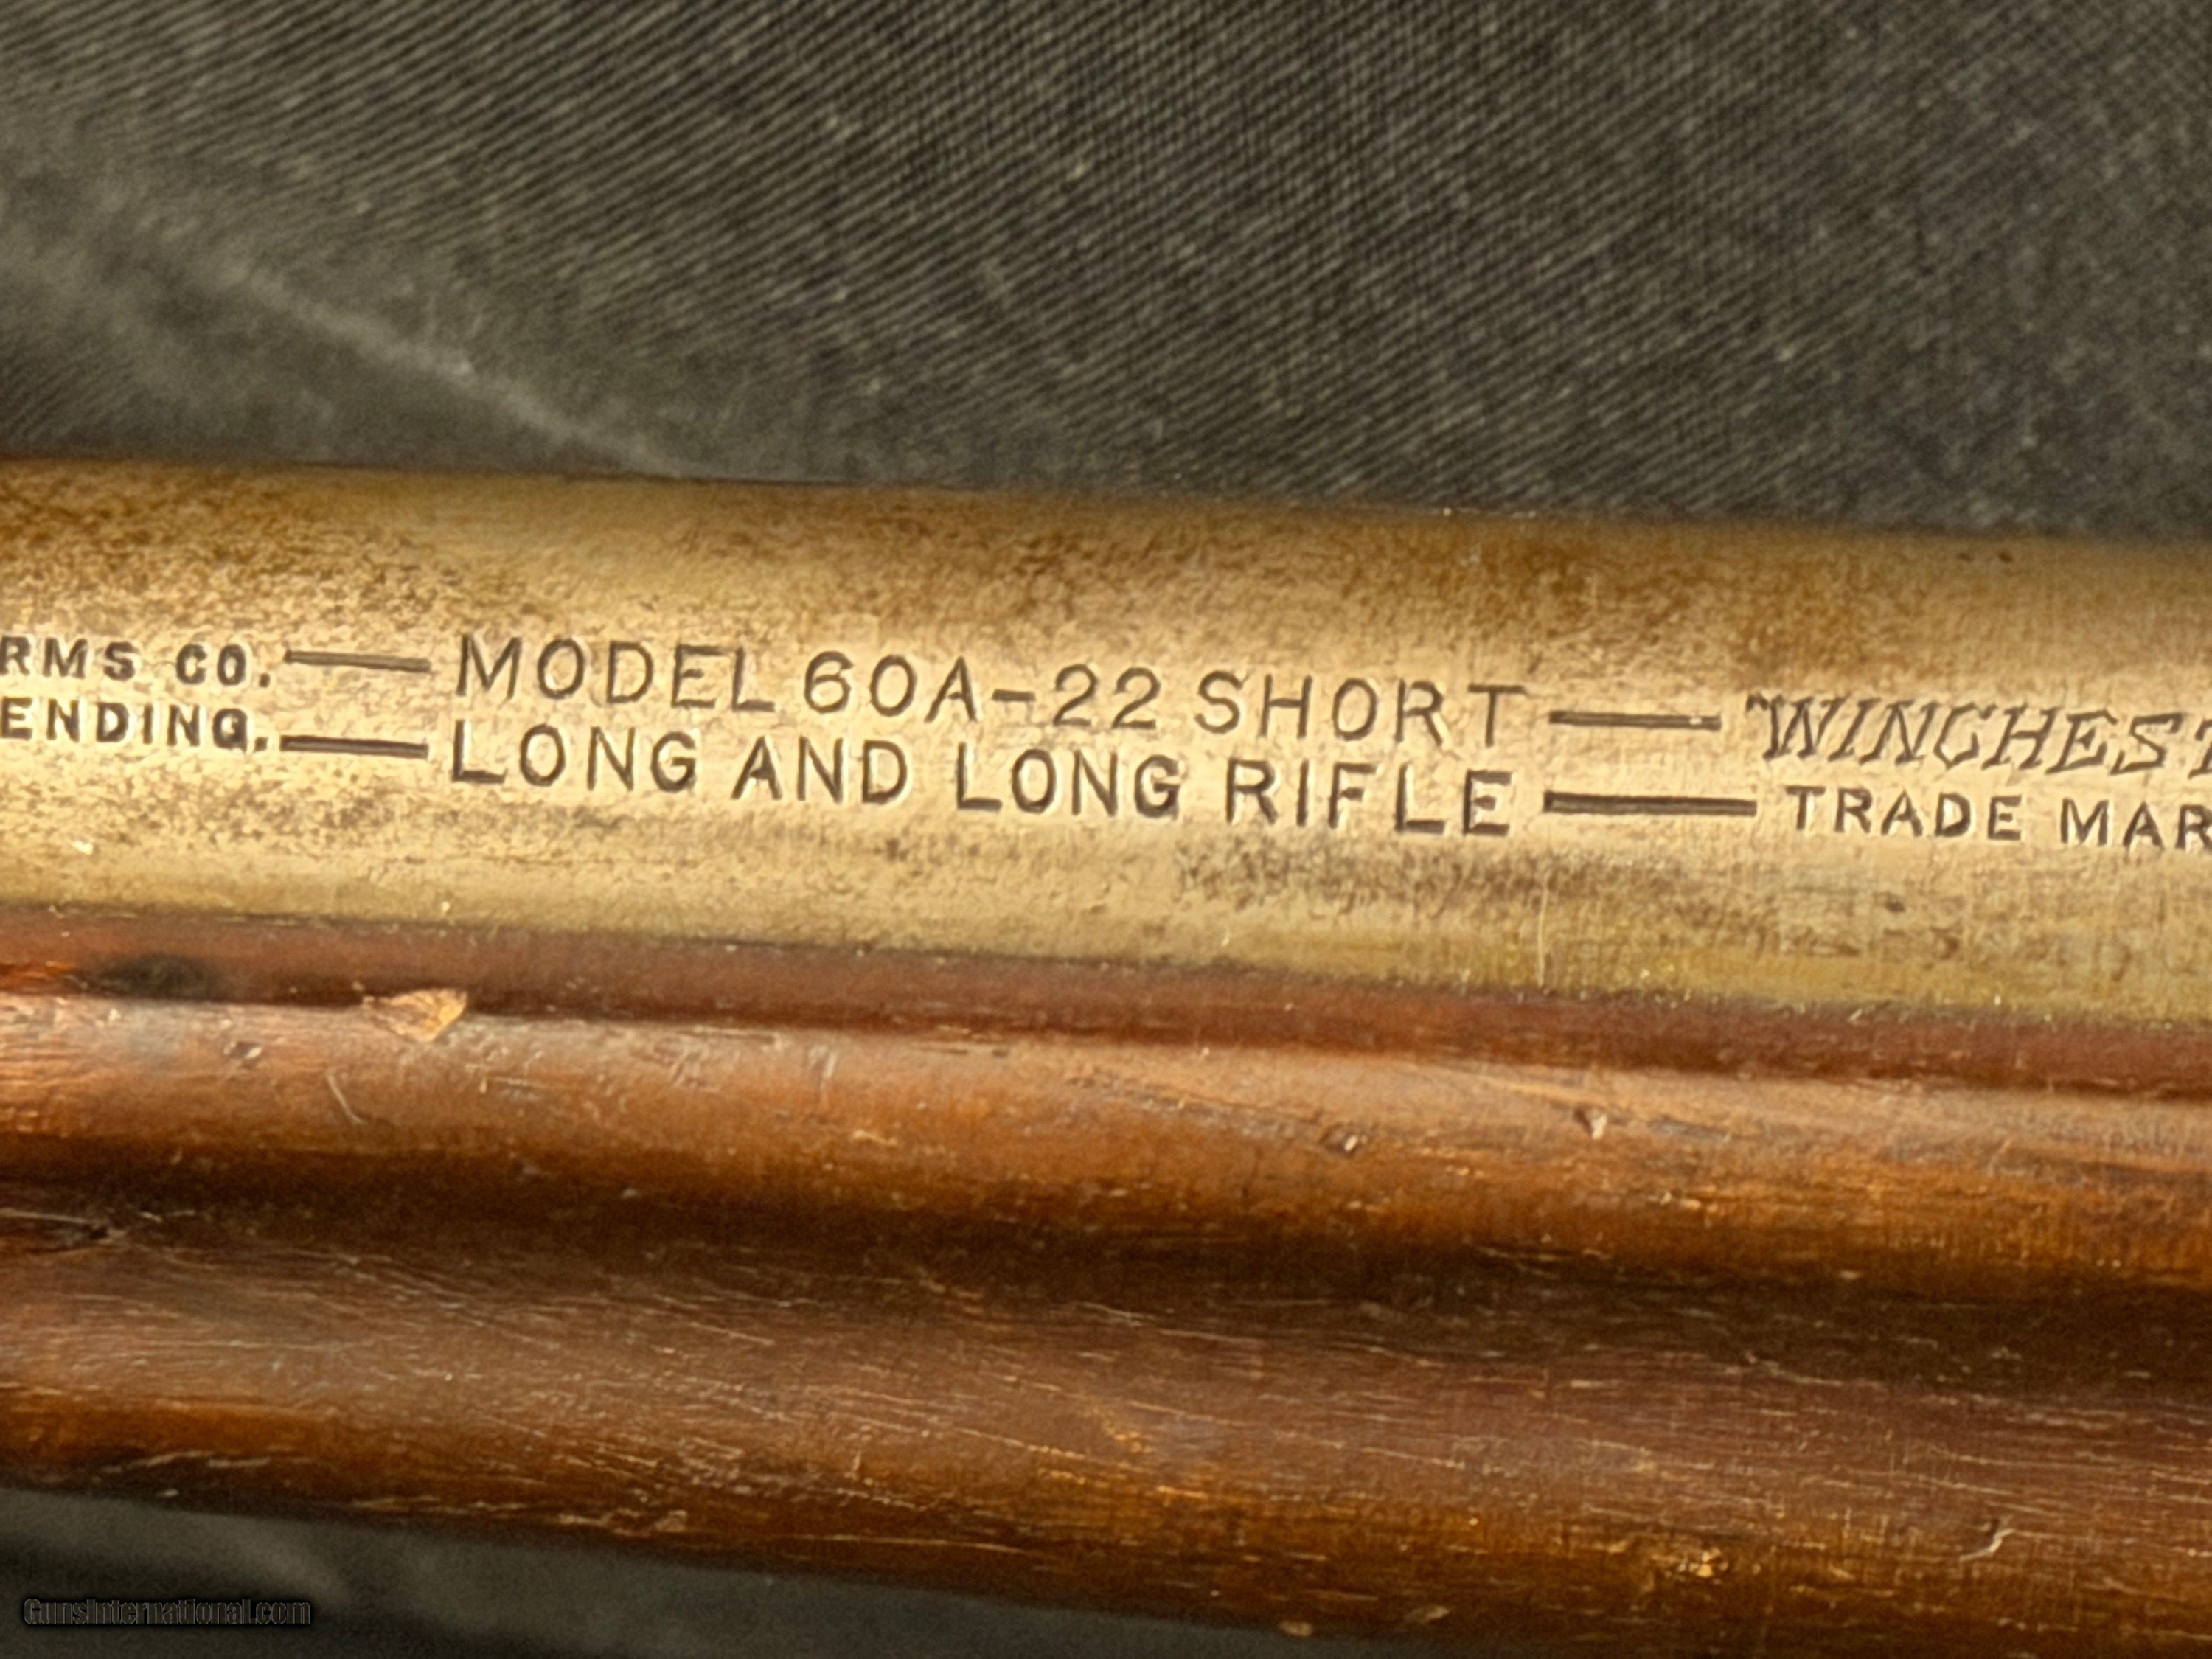 RMS CO. — MODEL 60A-22 SHORT — WINCHEST
ENDING. — LONG AND LONG RIFLE — TRADE MAR
GunsInternational.com